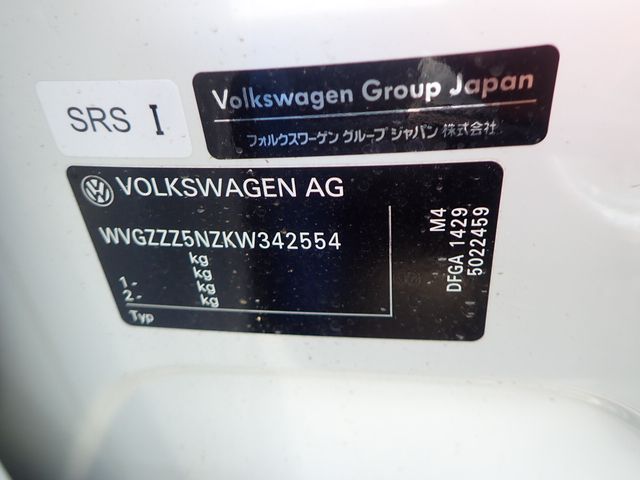 SRS I
Volkswagen Group Japan
フォルクスワーゲン グループ ジャパン 株式会社
VOLKSWAGEN AG
WVGZZZ5NZKW342554
kg
kg
1.- kg
2.- kg
Typ
M4
DFGA 1429
5022459